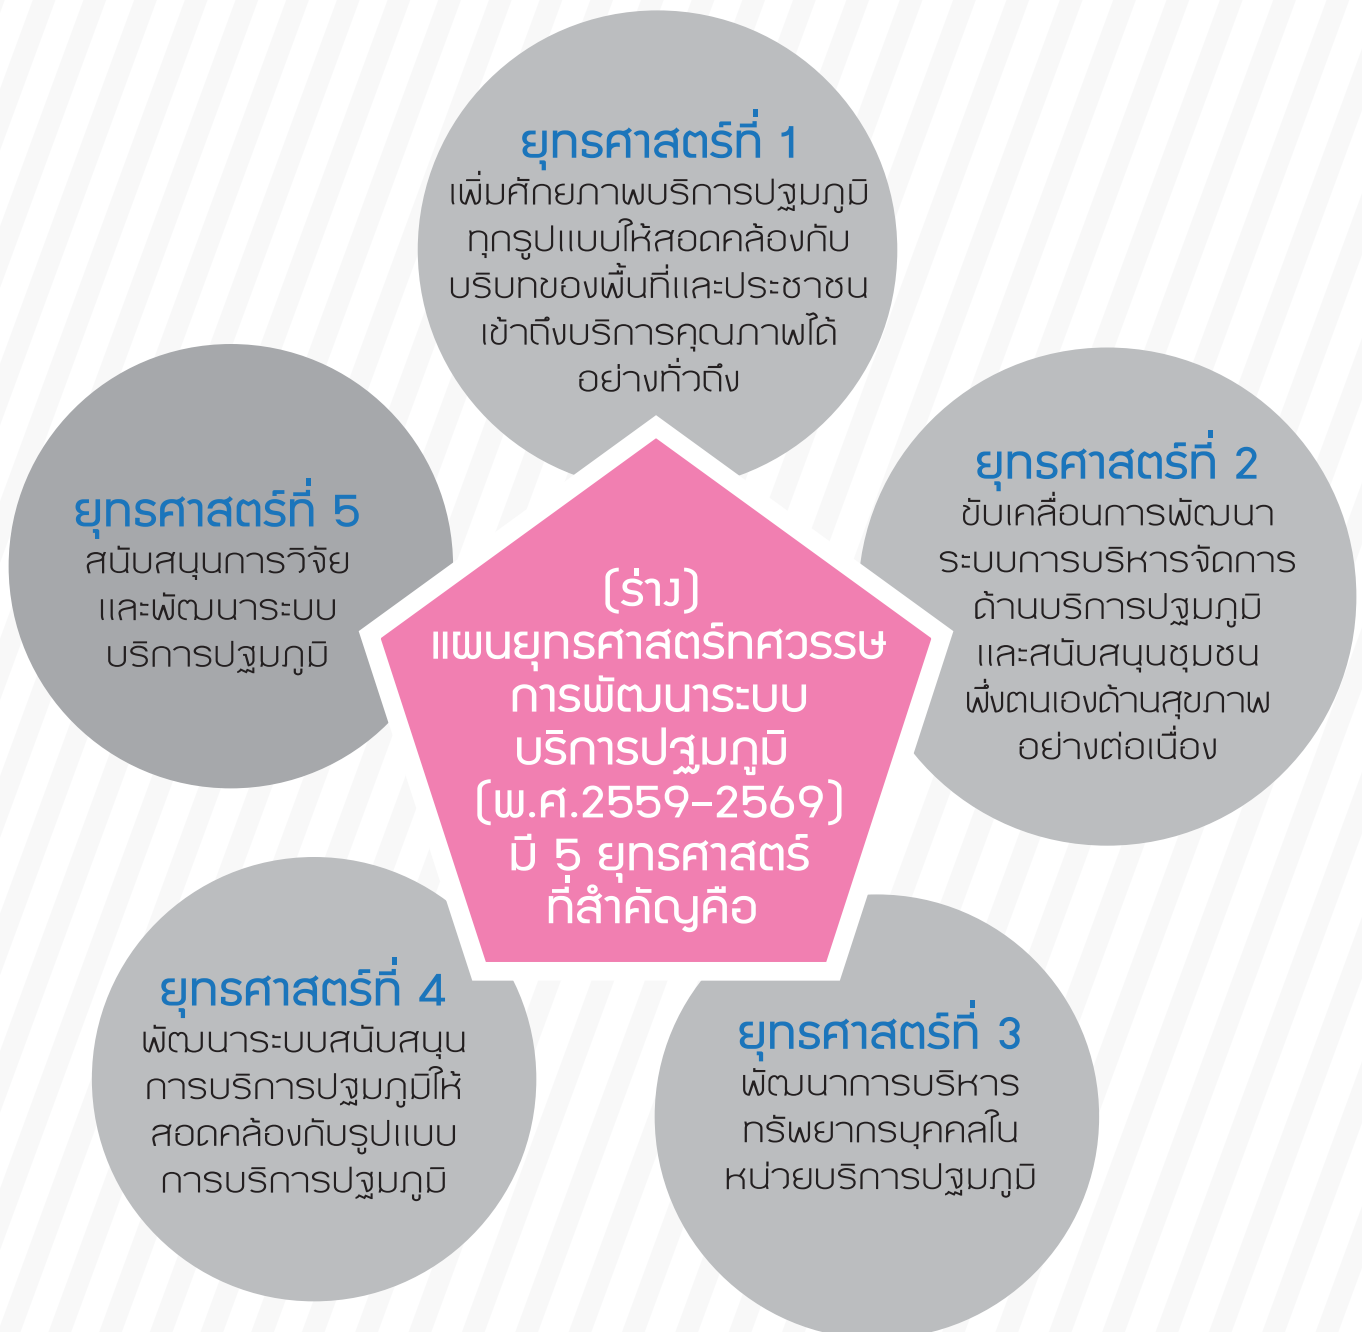 ยุทธศาสตร์ที่ 1
เพิ่มศักยภาพบริการปฐมภูมิ
ทุกรูปแบบให้สอดคล้องกับ
บริบทของพื้นที่และประชาชน
เข้าถึงบริการคุณภาพได้
อย่างทั่วถึง
ยุทธศาสตร์ที่ 2
ขับเคลื่อนการพัฒนา
ระบบการบริหารจัดการ
ด้านบริการปฐมภูมิ
และสนับสนุนชุมชน
พึ่งตนเองด้านสุขภาพ
อย่างต่อเนื่อง
ยุทธศาสตร์ที่ 5
สนับสนุนการวิจัย
และพัฒนาระบบ
บริการปฐมภูมิ
(ร่าง)
แผนยุทธศาสตร์ทศวรรษ
การพัฒนาระบบ
บริการปฐมภูมิ
(พ.ศ.2559-2569)
มี 5 ยุทธศาสตร์
ที่สำคัญคือ
ยุทธศาสตร์ที่ 4
พัฒนาระบบสนับสนุน
การบริการปฐมภูมิให้
สอดคล้องกับรูปแบบ
การบริการปฐมภูมิ
ยุทธศาสตร์ที่ 3
พัฒนาการบริหาร
ทรัพยากรบุคคลใน
หน่วยบริการปฐมภูมิ